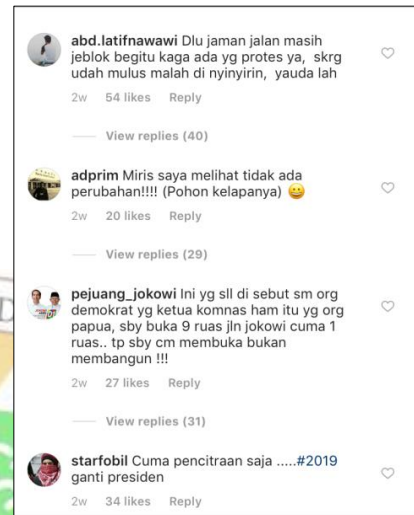 abd.latifnawawi Dlu jaman jalan masih
jeblok begitu kaga ada yg protes ya, skrg
udah mulus malah di nyinyirin, yauda lah
2w 54 likes Reply
View replies (40)
adprim Miris saya melihat tidak ada
perubahan!!!! (Pohon kelapanya) 😀
2w 20 likes Reply
View replies (29)
pejuang_jokowi Ini yg sll di sebut sm org
demokrat yg ketua komnas ham itu yg org
papua, sby buka 9 ruas jln jokowi cuma 1
ruas.. tp sby cm membuka bukan
membangun !!!
2w 27 likes Reply
View replies (31)
starfobil Cuma pencitraan saja .....#2019
ganti presiden
2w 34 likes Reply